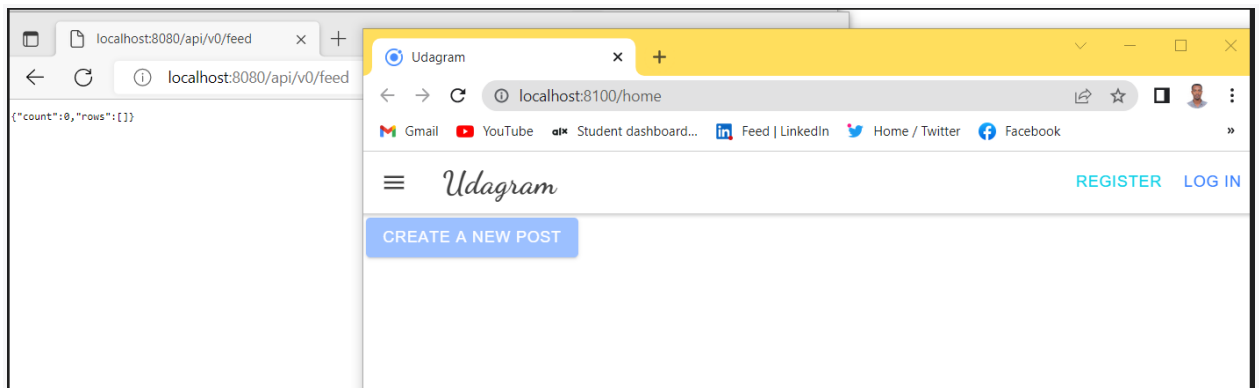 localhost:8080/api/v0/feed
localhost:8080/api/v0/feed
{"count":0,"rows":[]}
Udagram
localhost:8100/home
Gmail YouTube alx Student dashboard... in Feed | LinkedIn Home / Twitter Facebook »
Udagram REGISTER LOG IN
CREATE A NEW POST